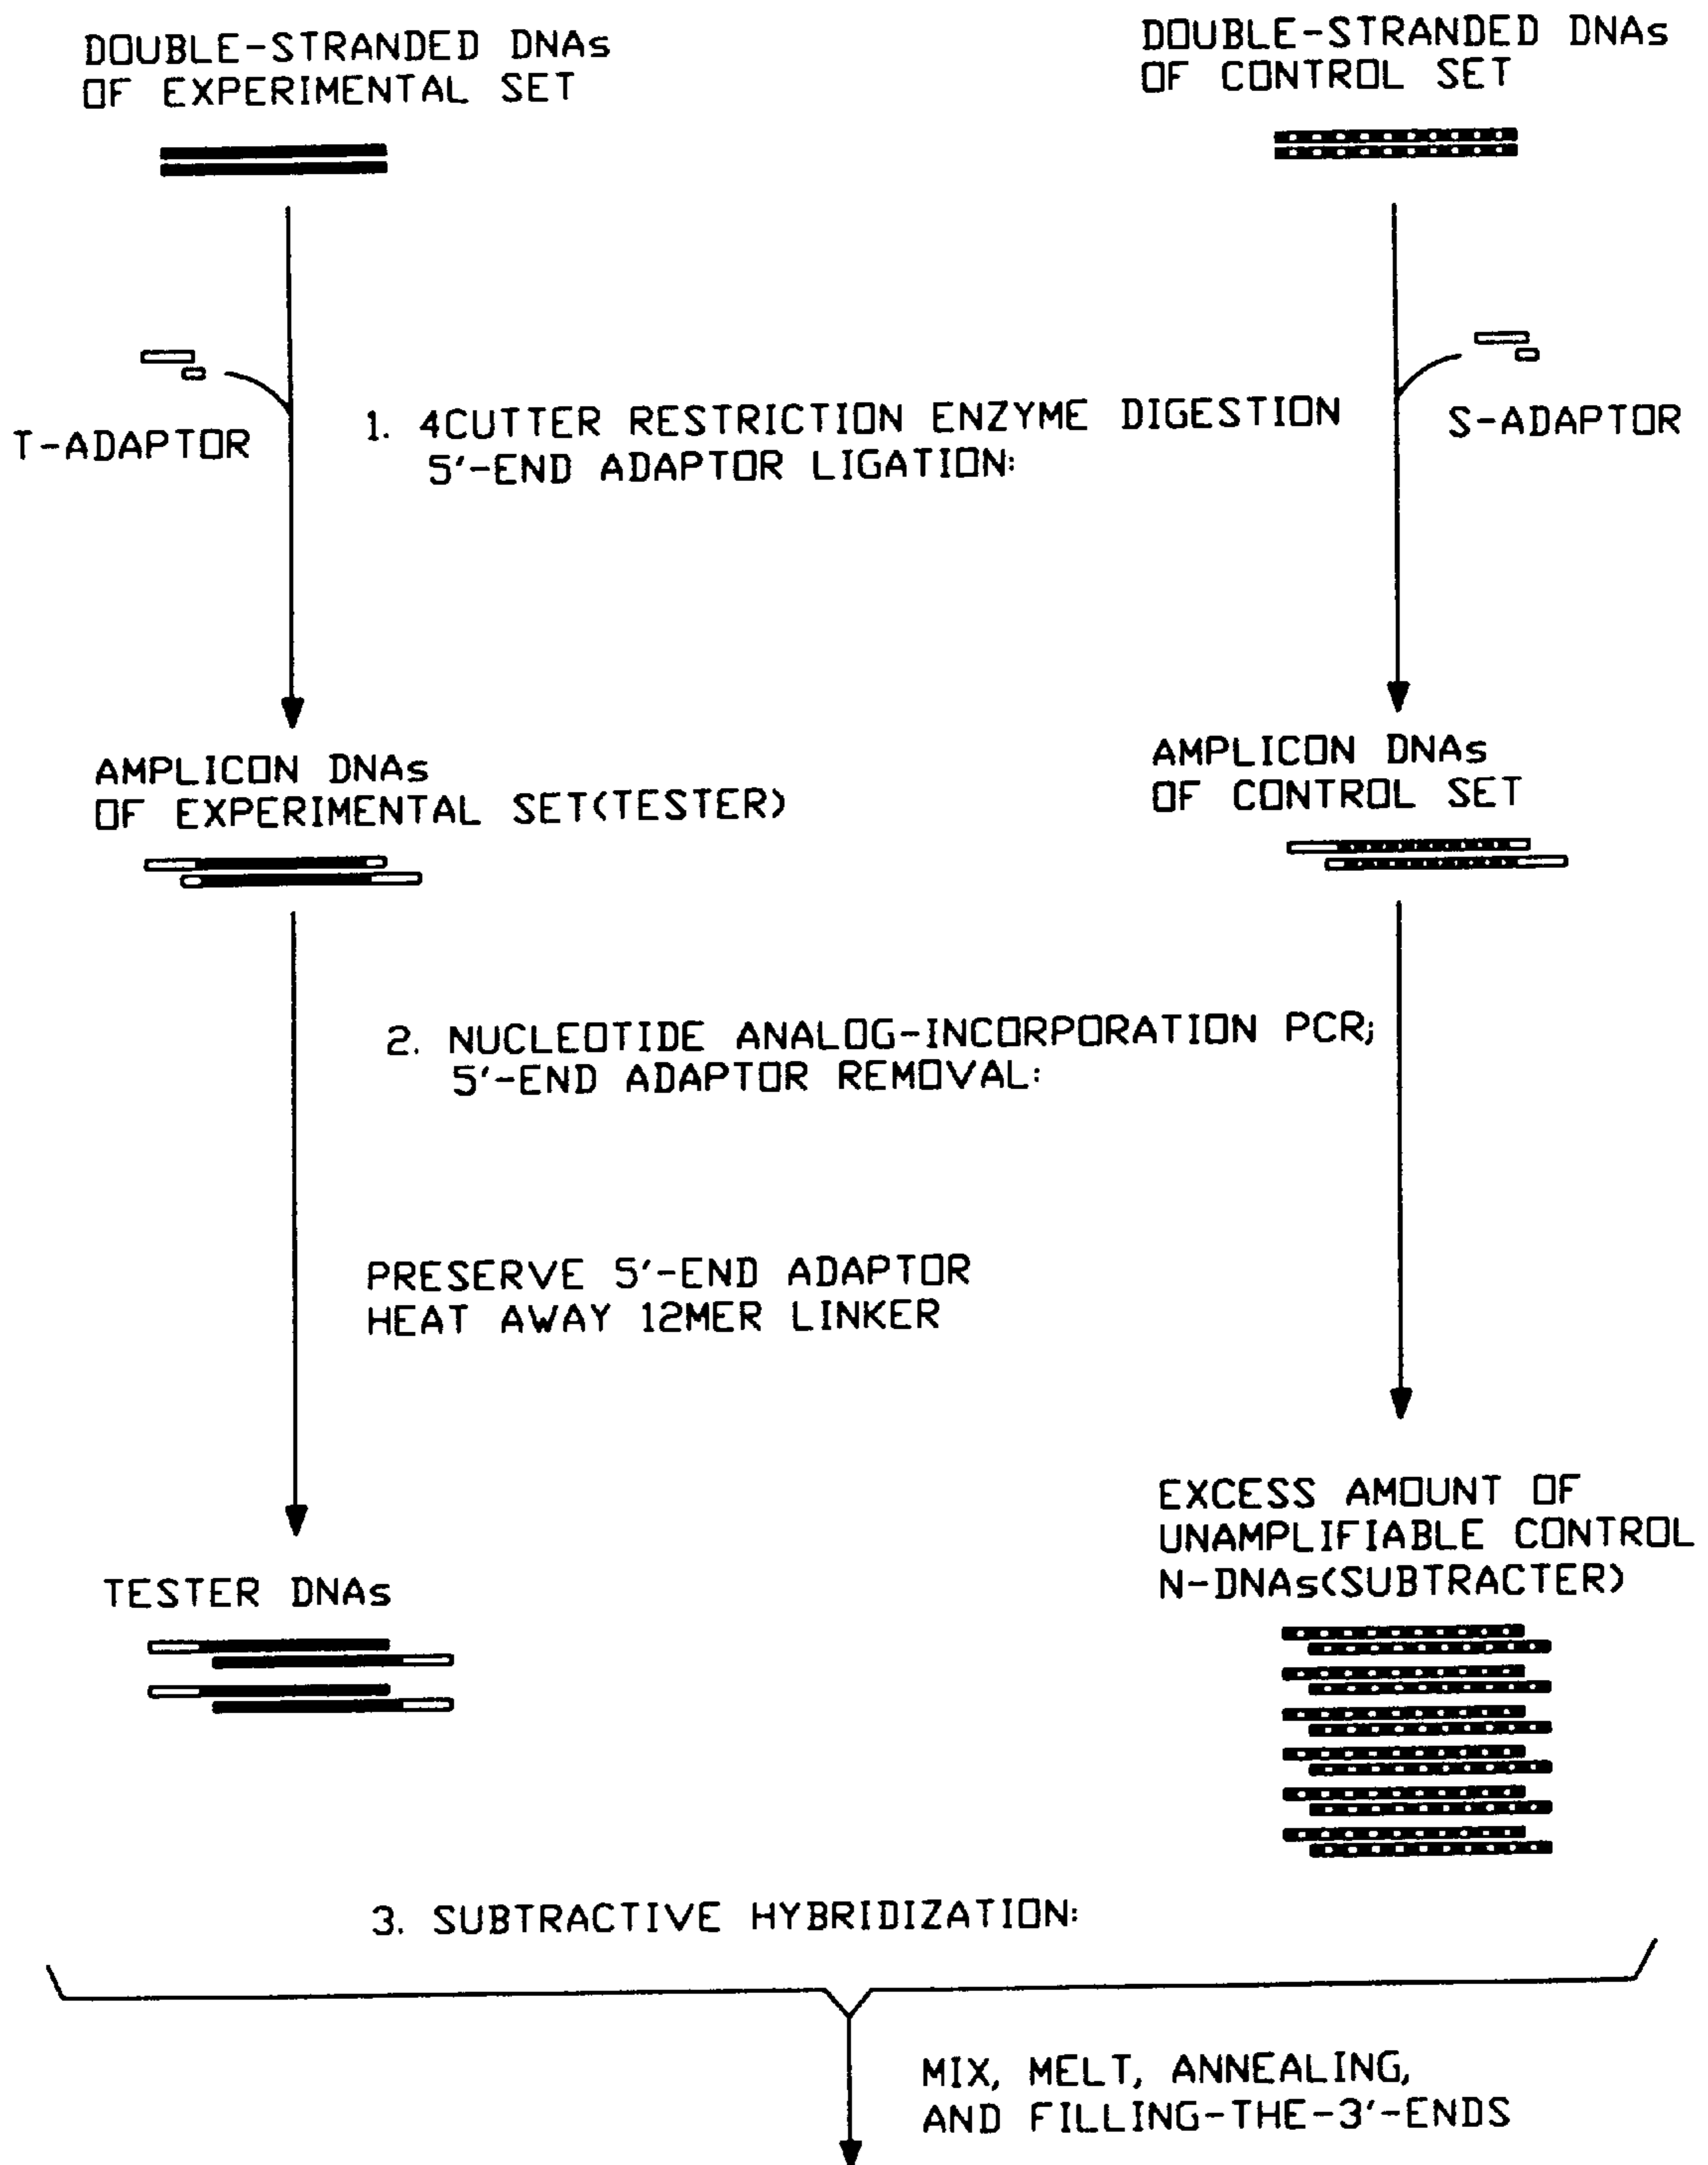 DOUBLE-STRANDED DNAs
OF EXPERIMENTAL SET
DOUBLE-STRANDED DNAs
OF CONTROL SET
T-ADAPTOR
1. 4CUTTER RESTRICTION ENZYME DIGESTION
5'-END ADAPTOR LIGATION:
S-ADAPTOR
AMPLICON DNAs
OF EXPERIMENTAL SET(TESTER)
AMPLICON DNAs
OF CONTROL SET
2. NUCLEOTIDE ANALOG-INCORPORATION PCR;
5'-END ADAPTOR REMOVAL:
PRESERVE 5'-END ADAPTOR
HEAT AWAY 12MER LINKER
TESTER DNAs
EXCESS AMOUNT OF
UNAMPLIFIABLE CONTROL
N-DNAs(SUBTRACTER)
3. SUBTRACTIVE HYBRIDIZATION:
MIX, MELT, ANNEALING,
AND FILLING-THE-3'-ENDS